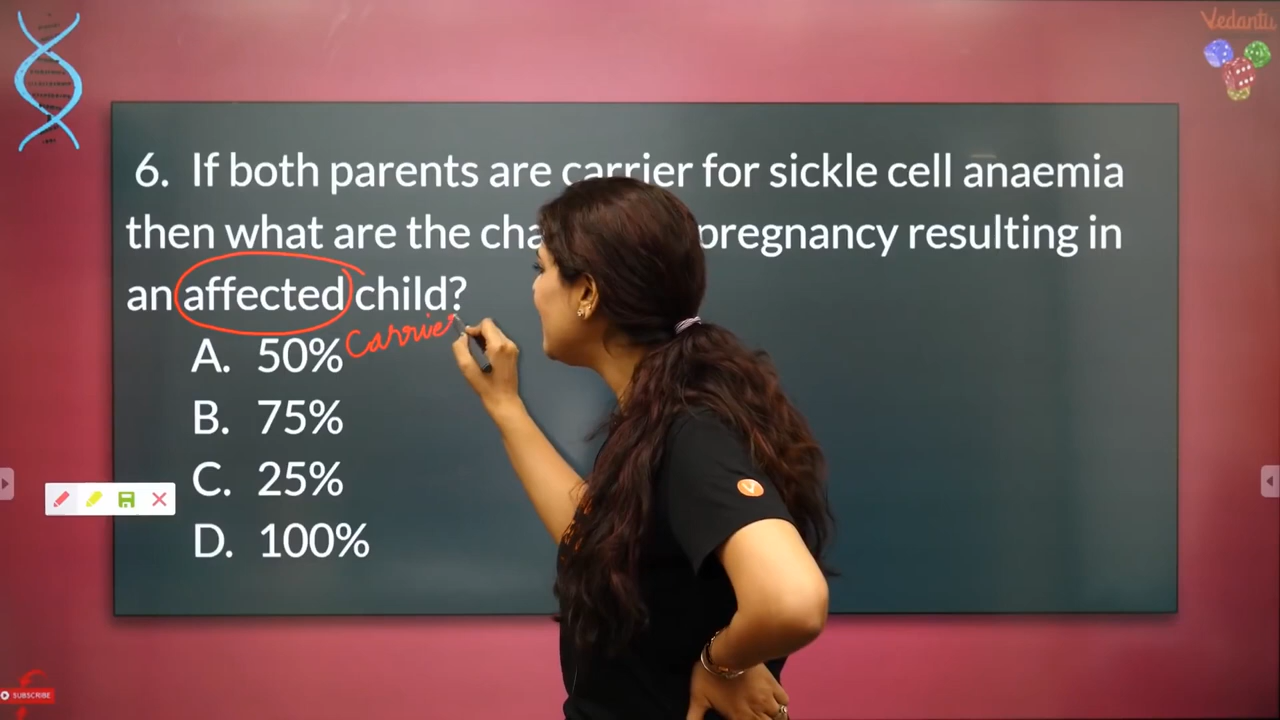 Vedantu
6. If both parents are carrier for sickle cell anaemia
then what are the cha pregnancy resulting in
an affected child?
Carrier
A. 50%
B. 75%
C. 25%
D. 100%
SUBSCRIBE